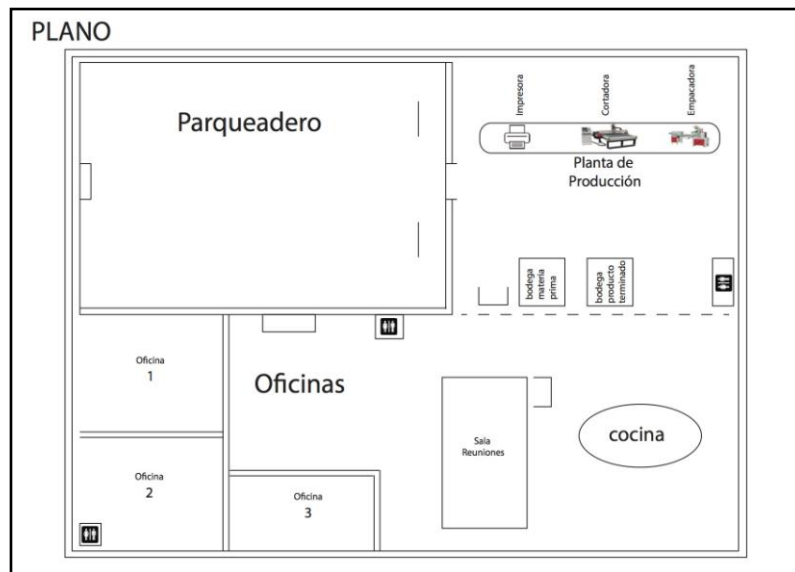 PLANO
Parqueadero
Impresora
Cortadora
Empacadora
Planta de
Producción
bodega
materia
prima
bodega
producto
terminado
Oficina
1
Oficinas
Oficina
2
Oficina
3
Sala
Reuniones
cocina